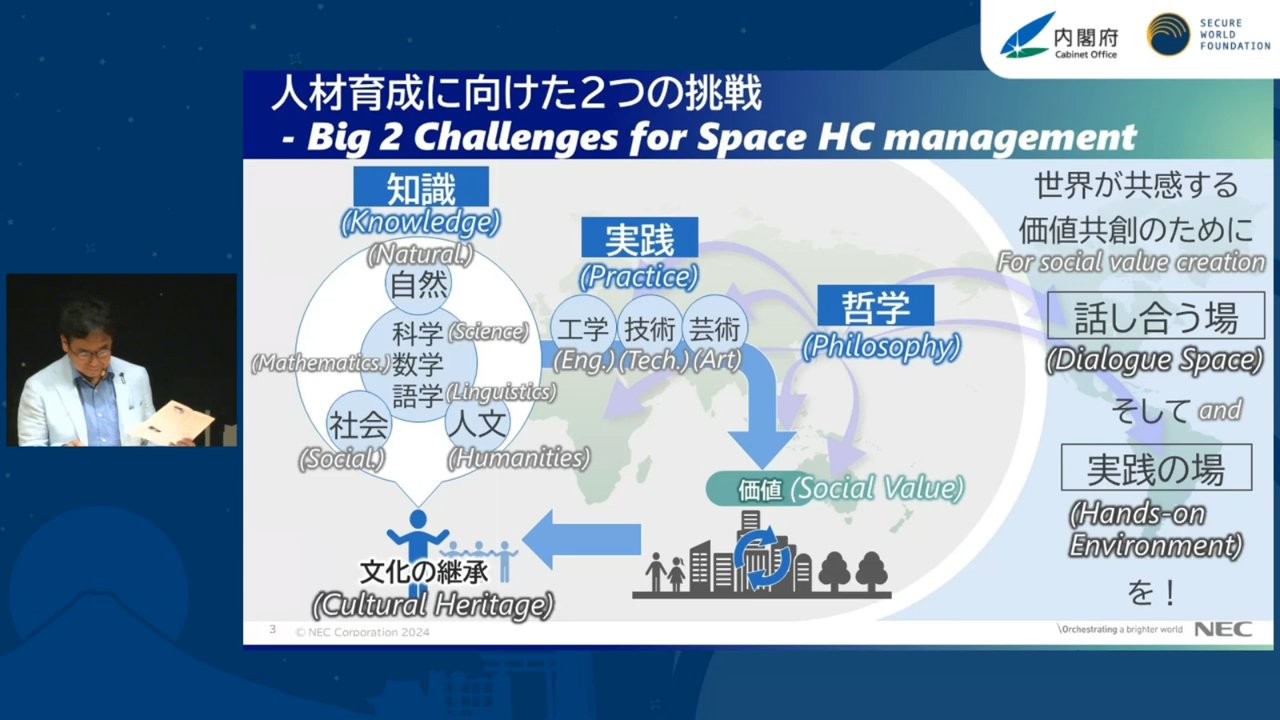 内閣府
Cabinet Office
SECURE
WORLD
FOUNDATION
人材育成に向けた2つの挑戦
- Big 2 Challenges for Space HC management
知識
(Knowledge)
(Natural.)
自然
科学 (Science)
(Mathematics.) 数学
語学 (Linguistics)
社会
(Social.)
人文
(Humanities)
実践
(Practice)
工学 技術 芸術
(Eng.) (Tech.) (Art)
哲学
(Philosophy)
価値 (Social Value)
文化の継承
(Cultural Heritage)
世界が共感する
価値共創のために
For social value creation
話し合う場
(Dialogue Space)
そして and
実践の場
(Hands-on
Environment)
を！
3
© NEC Corporation 2024
\Orchestrating a brighter world
NEC